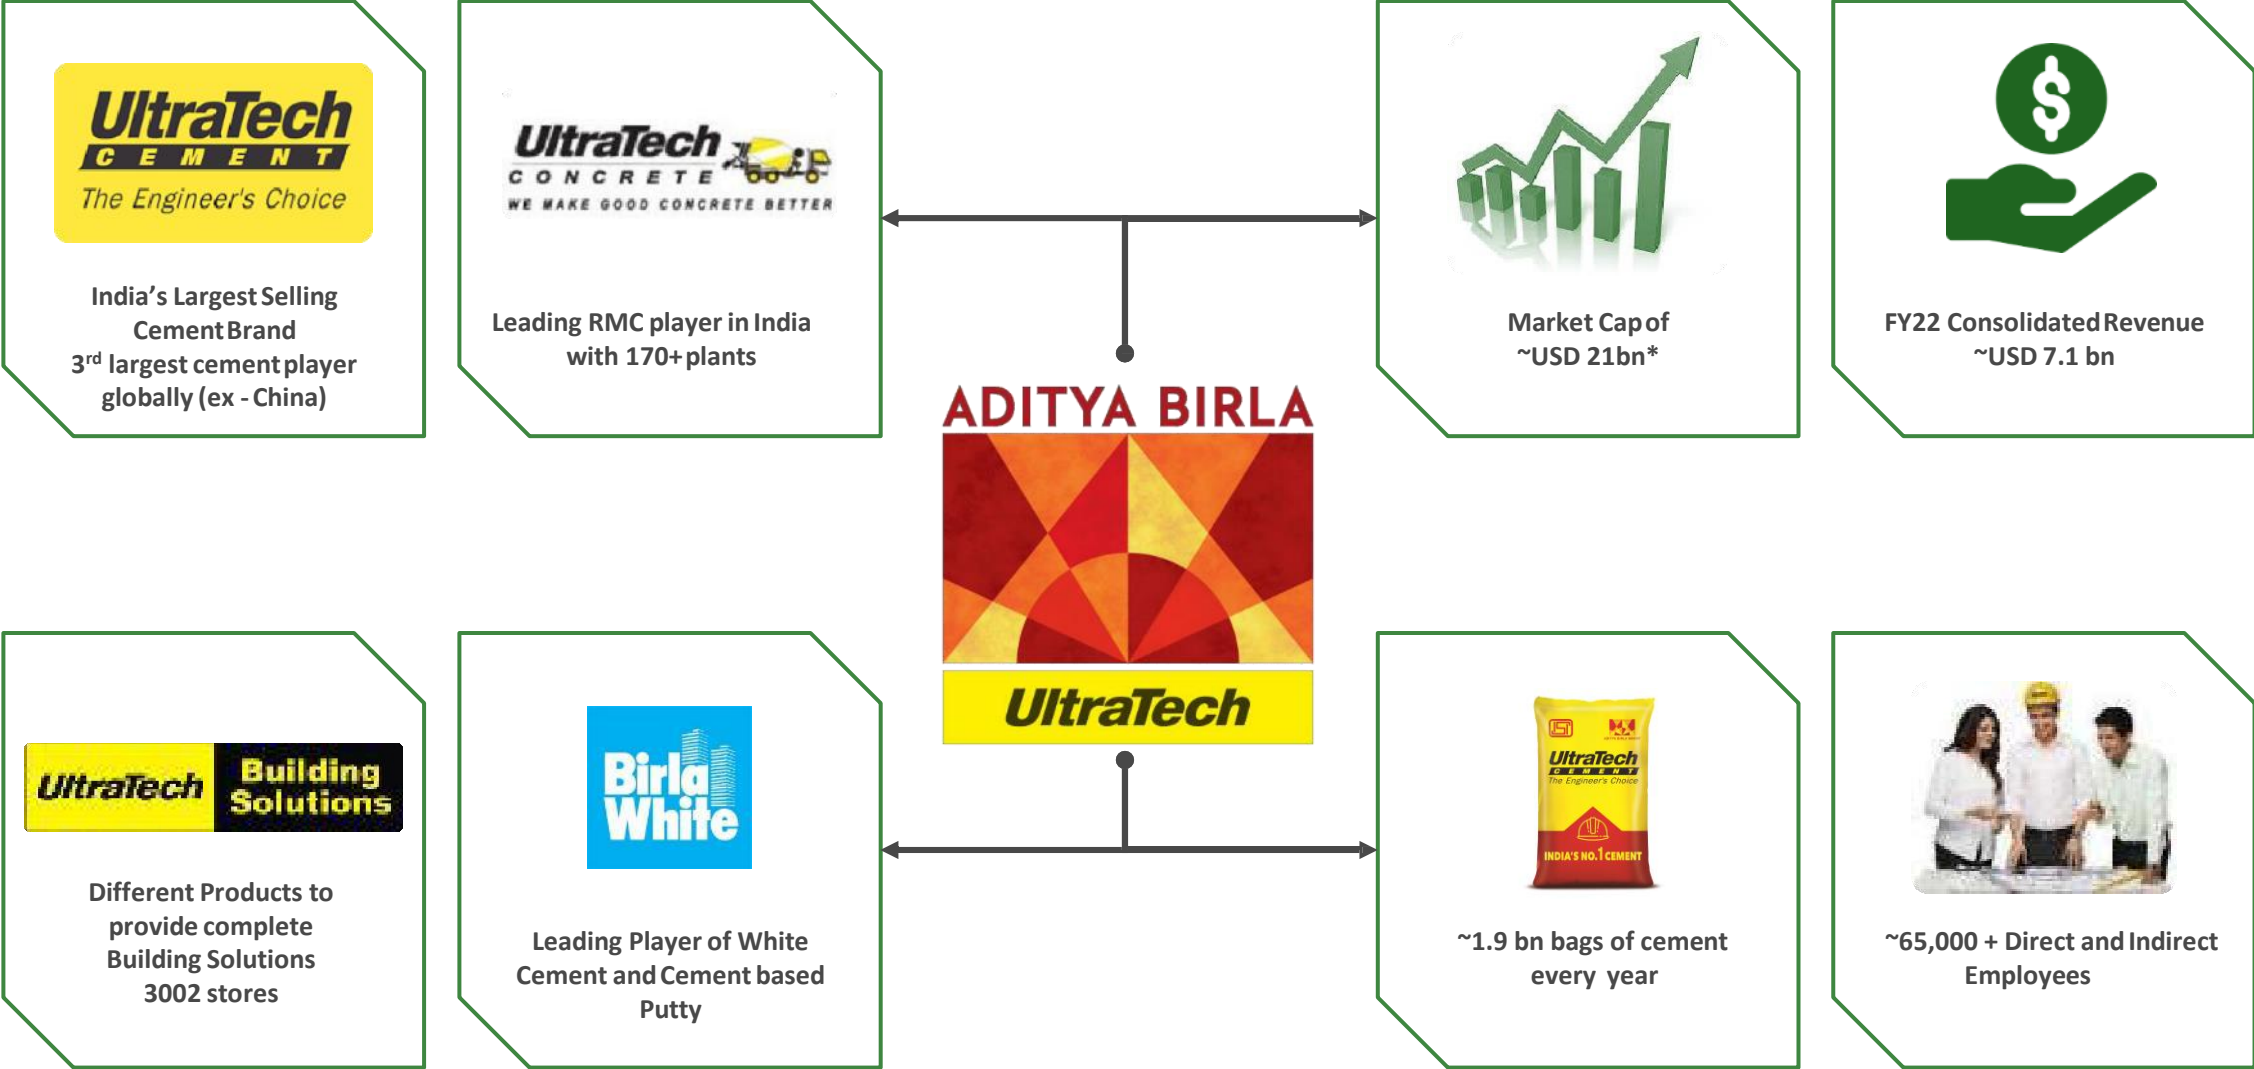 UltraTech
CEMENT
The Engineer's Choice
India’s Largest Selling
Cement Brand
3rd largest cement player
globally (ex - China)
UltraTech
CONCRETE
WE MAKE GOOD CONCRETE BETTER
Leading RMC player in India
with 170+ plants
Market Cap of
~USD 21bn*
$
FY22 Consolidated Revenue
~USD 7.1 bn
ADITYA BIRLA
UltraTech
UltraTech
Building
Solutions
Different Products to
provide complete
Building Solutions
3002 stores
Birla
White
Leading Player of White
Cement and Cement based
Putty
ISI
UltraTech
CEMENT
The Engineer's Choice
INDIA'S NO.1 CEMENT
~1.9 bn bags of cement
every year
~65,000 + Direct and Indirect
Employees